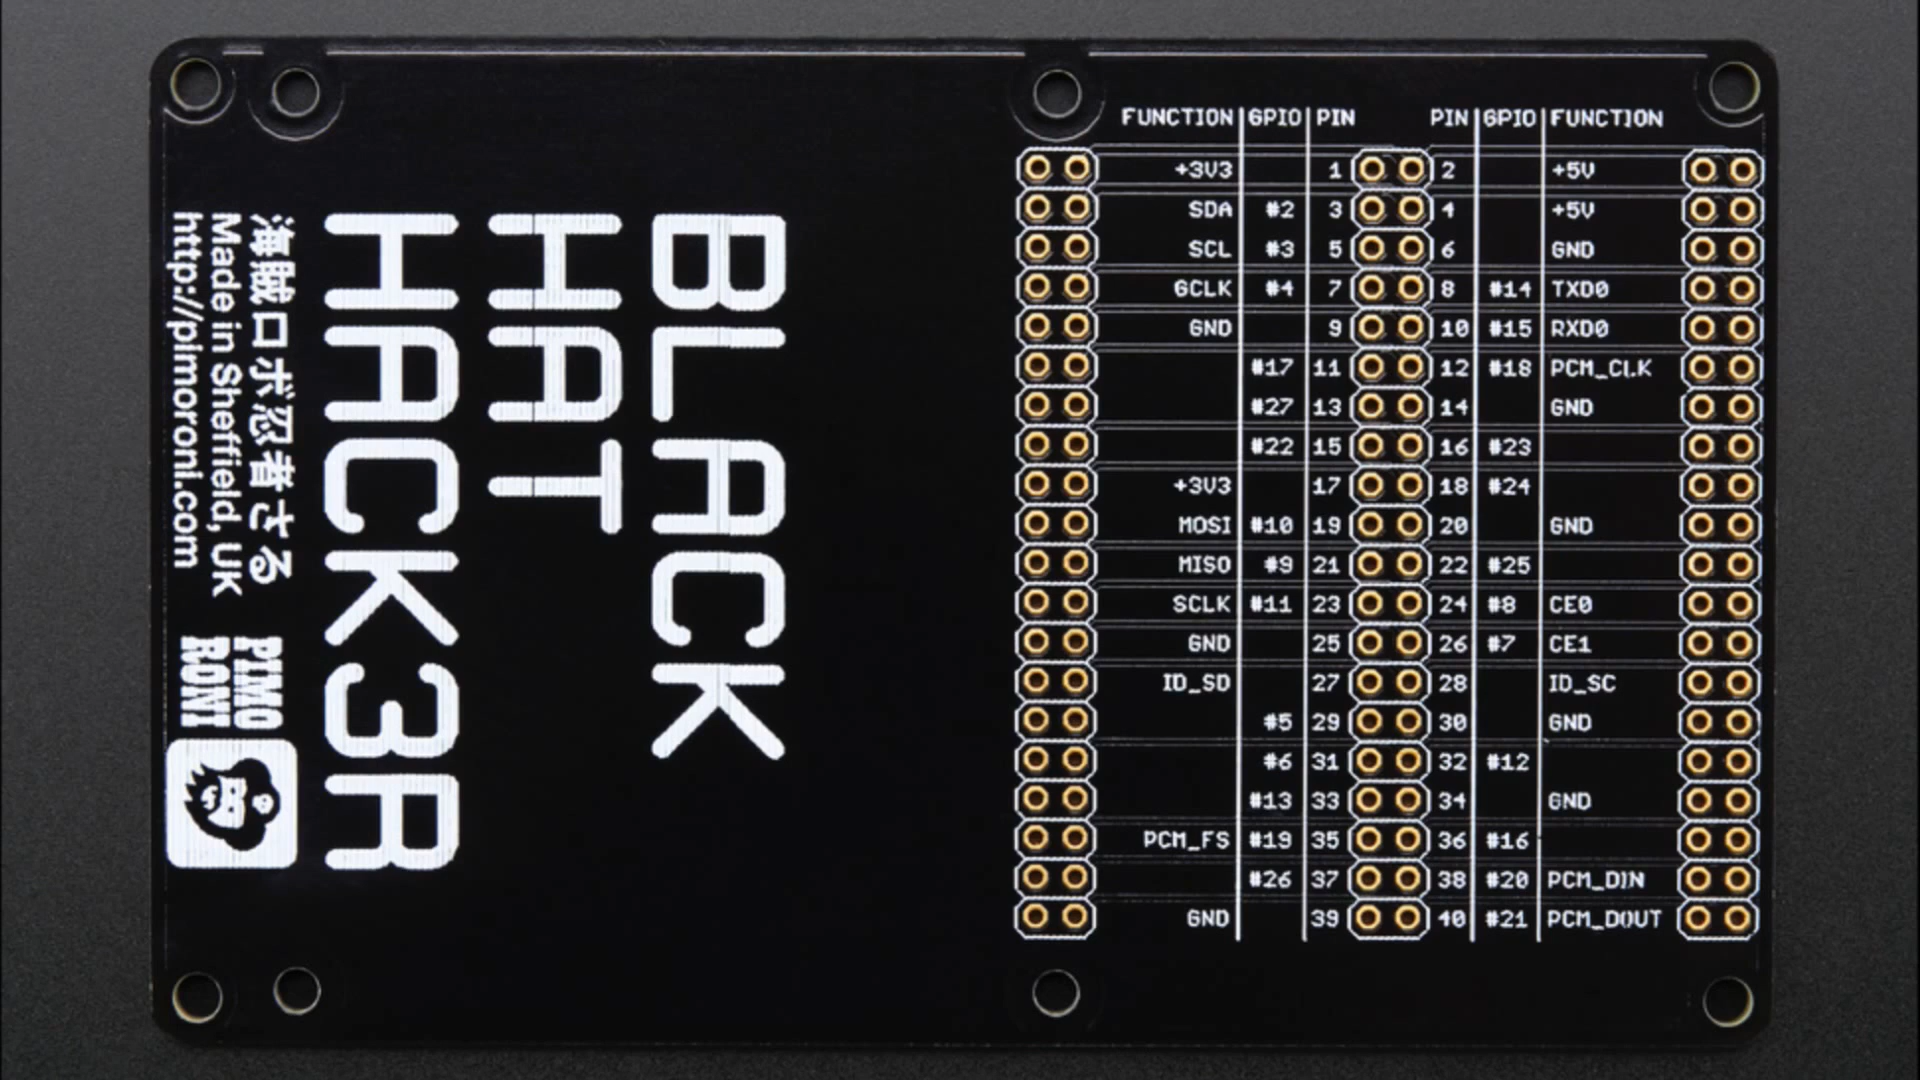 BLACK
HAT
HACK3R
海賊ロボ忍者さる
Made in Sheffield, UK
http://pimoroni.com
PIMO
RONI
FUNCTION GPIO PIN PIN GPIO FUNCTION
+3V3 1 2 +5V
SDA #2 3 4 +5V
SCL #3 5 6 GND
GCLK #4 7 8 #14 TXD0
GND 9 10 #15 RXD0
#17 11 12 #18 PCM_CLK
#27 13 14 GND
#22 15 16 #23
+3V3 17 18 #24
MOSI #10 19 20 GND
MISO #9 21 22 #25
SCLK #11 23 24 #8 CE0
GND 25 26 #7 CE1
ID_SD 27 28 ID_SC
#5 29 30 GND
#6 31 32 #12
#13 33 34 GND
PCM_FS #19 35 36 #16
#26 37 38 #20 PCM_DIN
GND 39 40 #21 PCM_DOUT